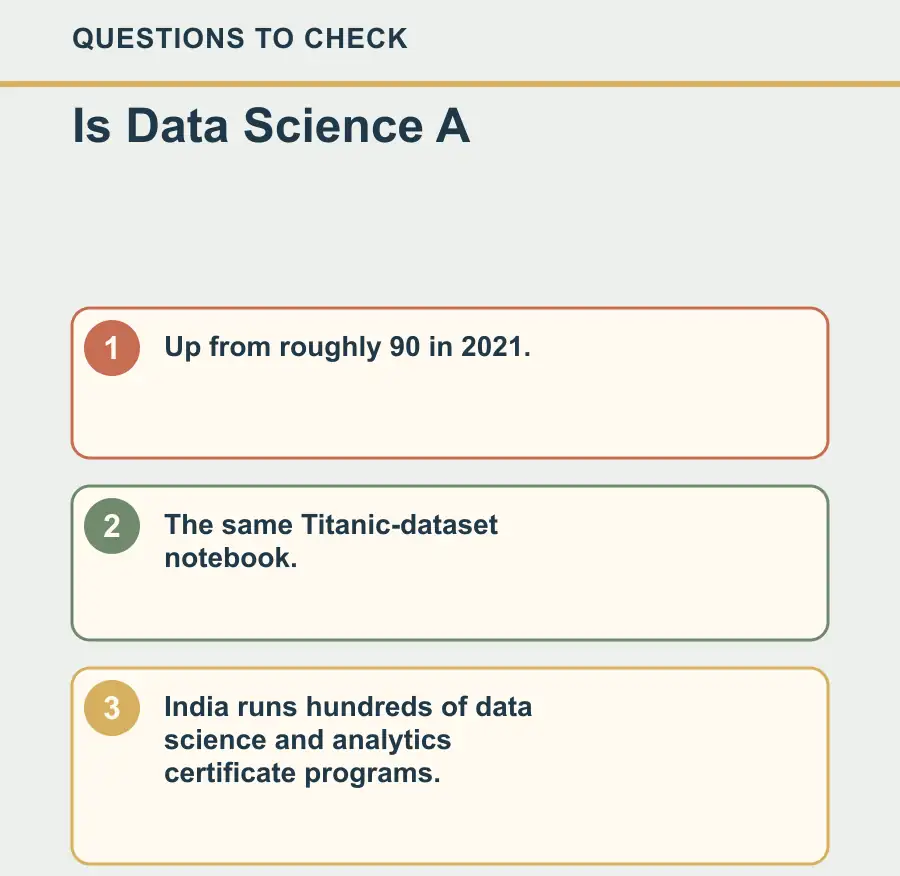 QUESTIONS TO CHECK
Is Data Science A
1
Up from roughly 90 in 2021.
2
The same Titanic-dataset
notebook.
3
India runs hundreds of data
science and analytics
certificate programs.